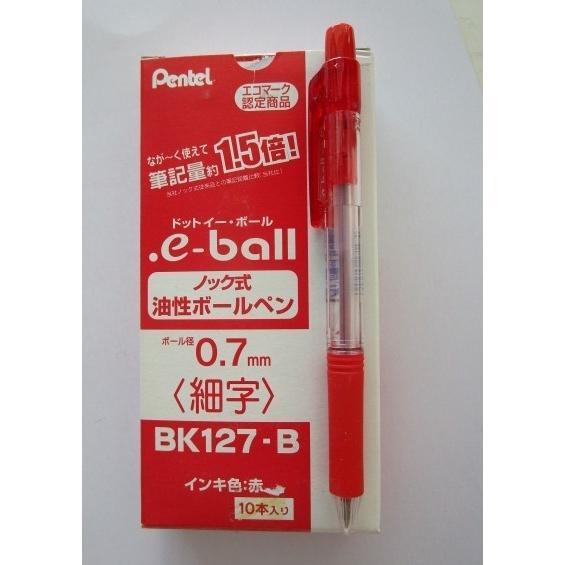 Pentel
エコマーク
認定商品
なが〜く使えて
筆記量約1.5倍!
ドットイー・ボール
.e-ball
ノック式
油性ボールペン
ボール径
0.7mm
〈細字〉
BK127-B
インキ色:赤
10本入り